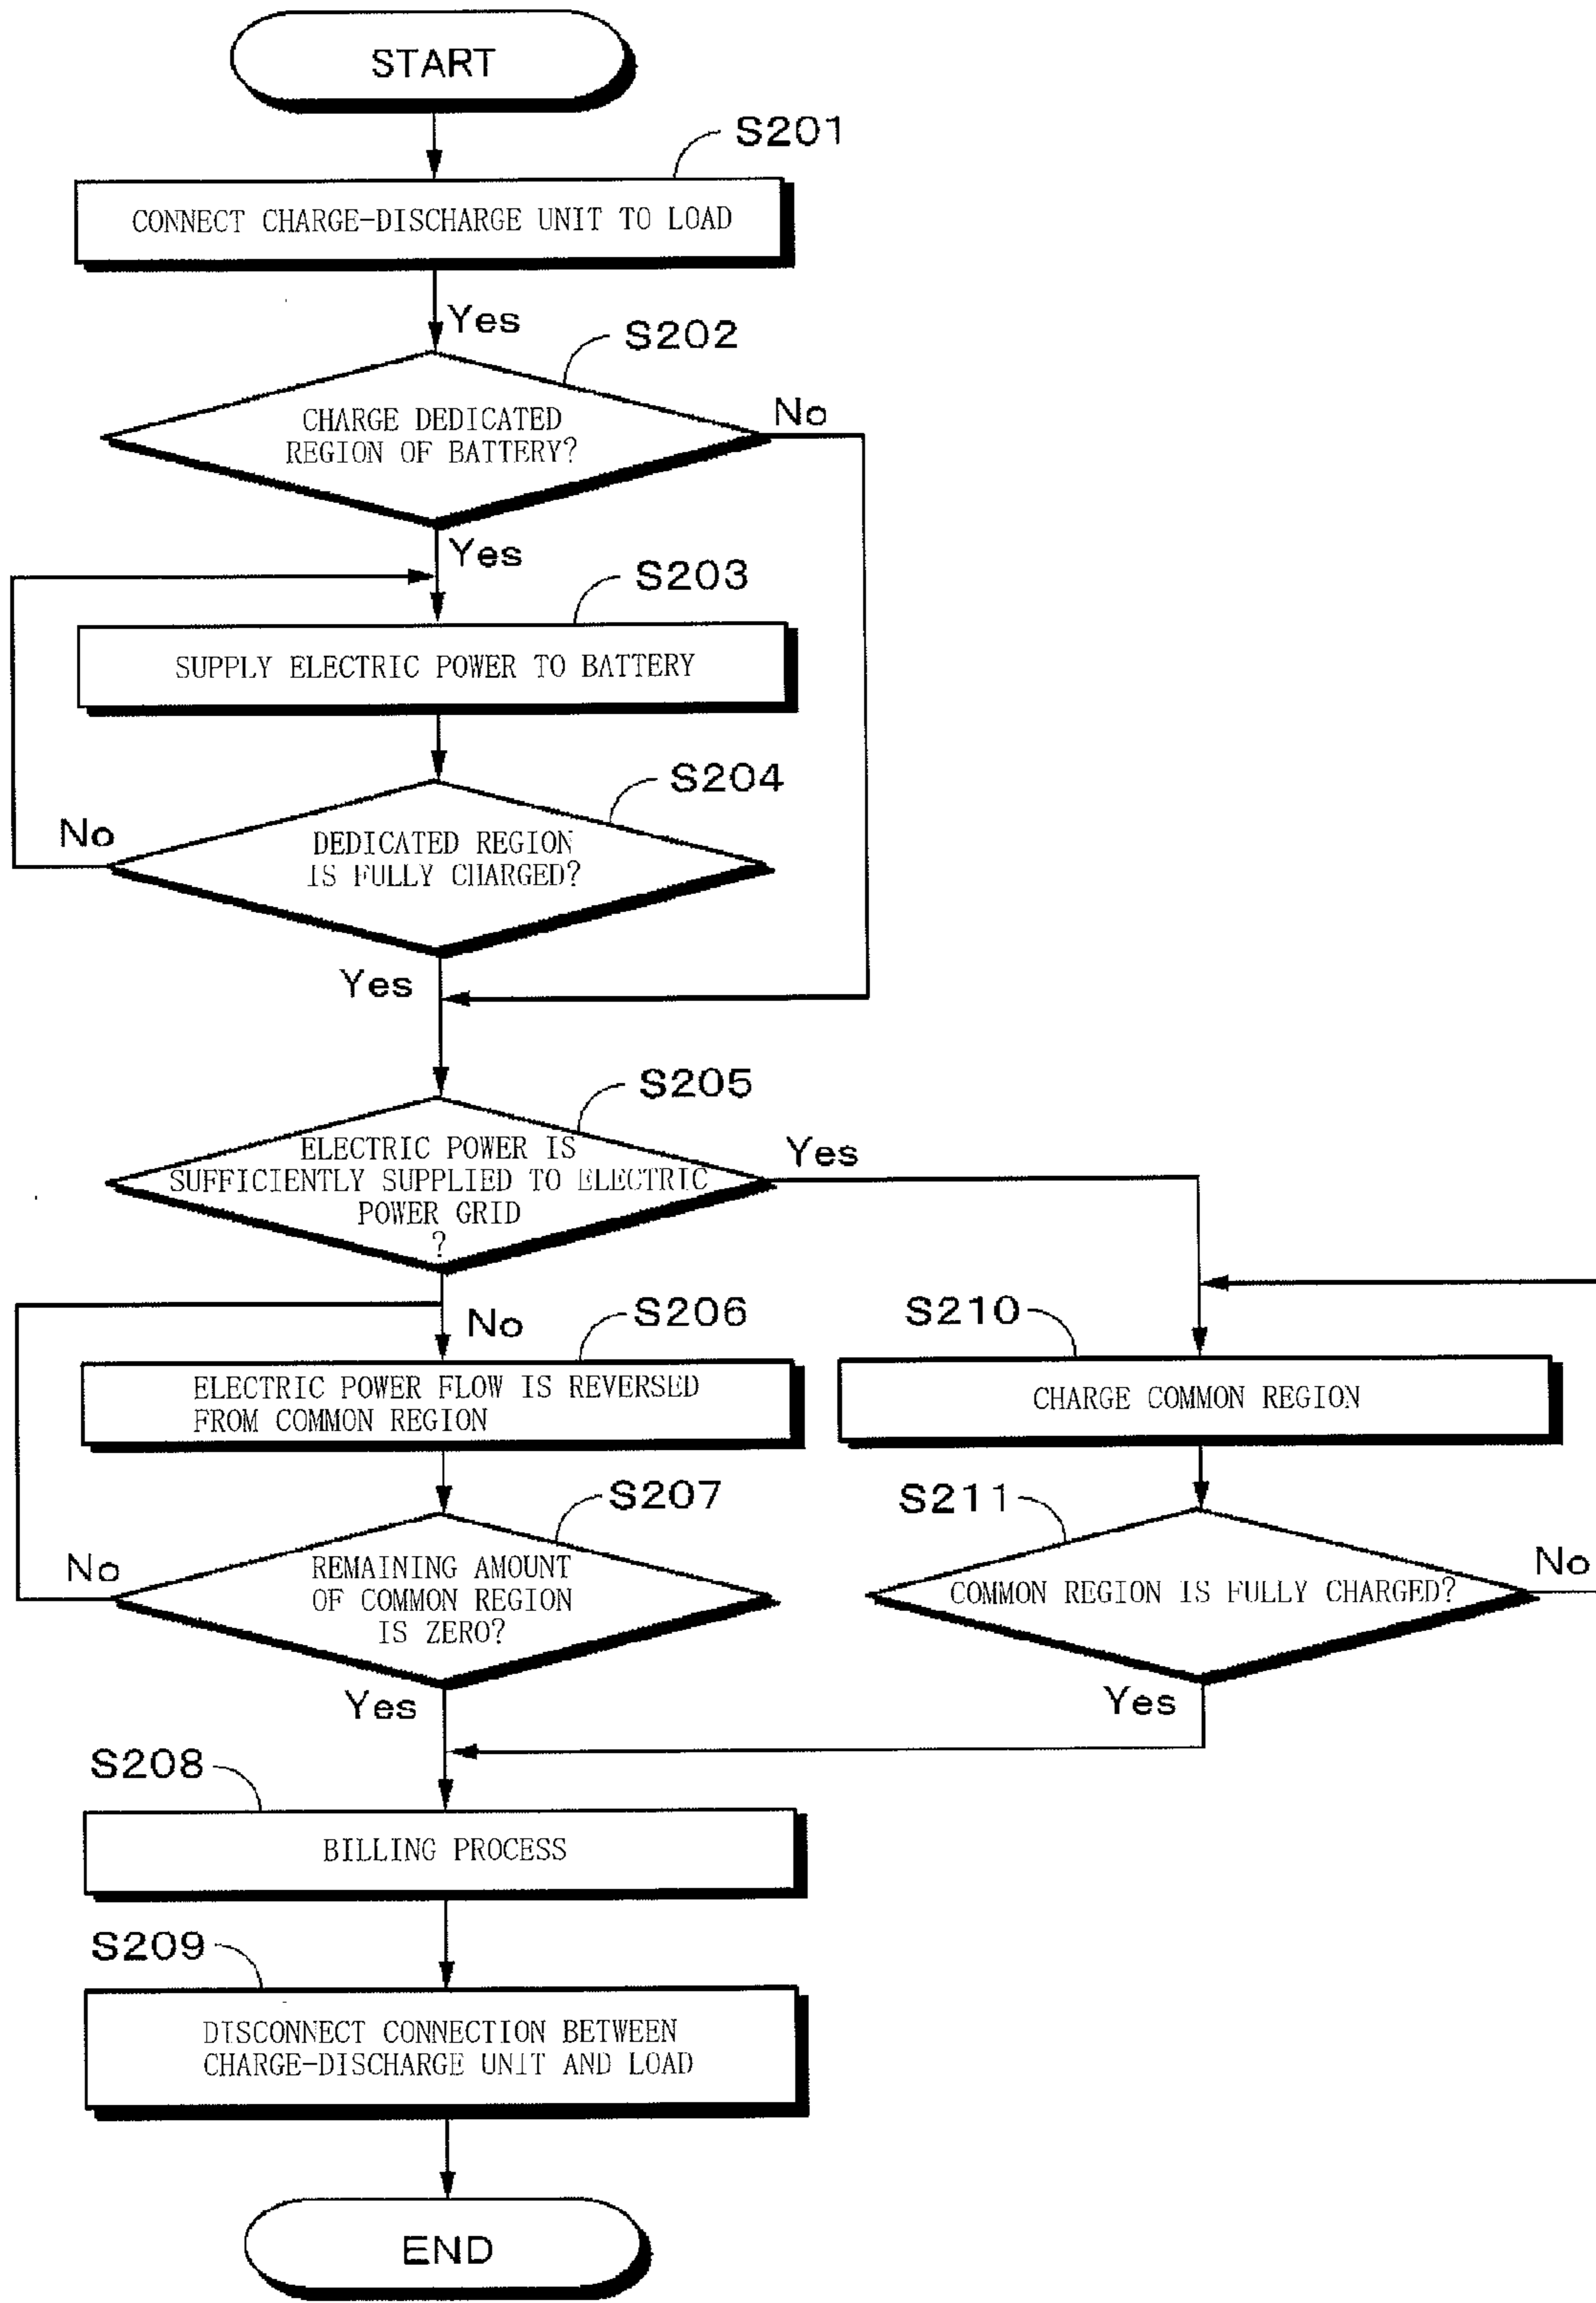 START
S201
CONNECT CHARGE-DISCHARGE UNIT TO LOAD
Yes
S202
CHARGE DEDICATED
REGION OF BATTERY?
No
Yes
S203
SUPPLY ELECTRIC POWER TO BATTERY
S204
No
DEDICATED REGION
IS FULLY CHARGED?
Yes
S205
ELECTRIC POWER IS
SUFFICIENTLY SUPPLIED TO ELECTRIC
POWER GRID
?
Yes
No
S206
ELECTRIC POWER FLOW IS REVERSED
FROM COMMON REGION
S210
CHARGE COMMON REGION
S207
No
REMAINING AMOUNT
OF COMMON REGION
IS ZERO?
Yes
S211
COMMON REGION IS FULLY CHARGED?
No
Yes
S208
BILLING PROCESS
S209
DISCONNECT CONNECTION BETWEEN
CHARGE-DISCHARGE UNIT AND LOAD
END